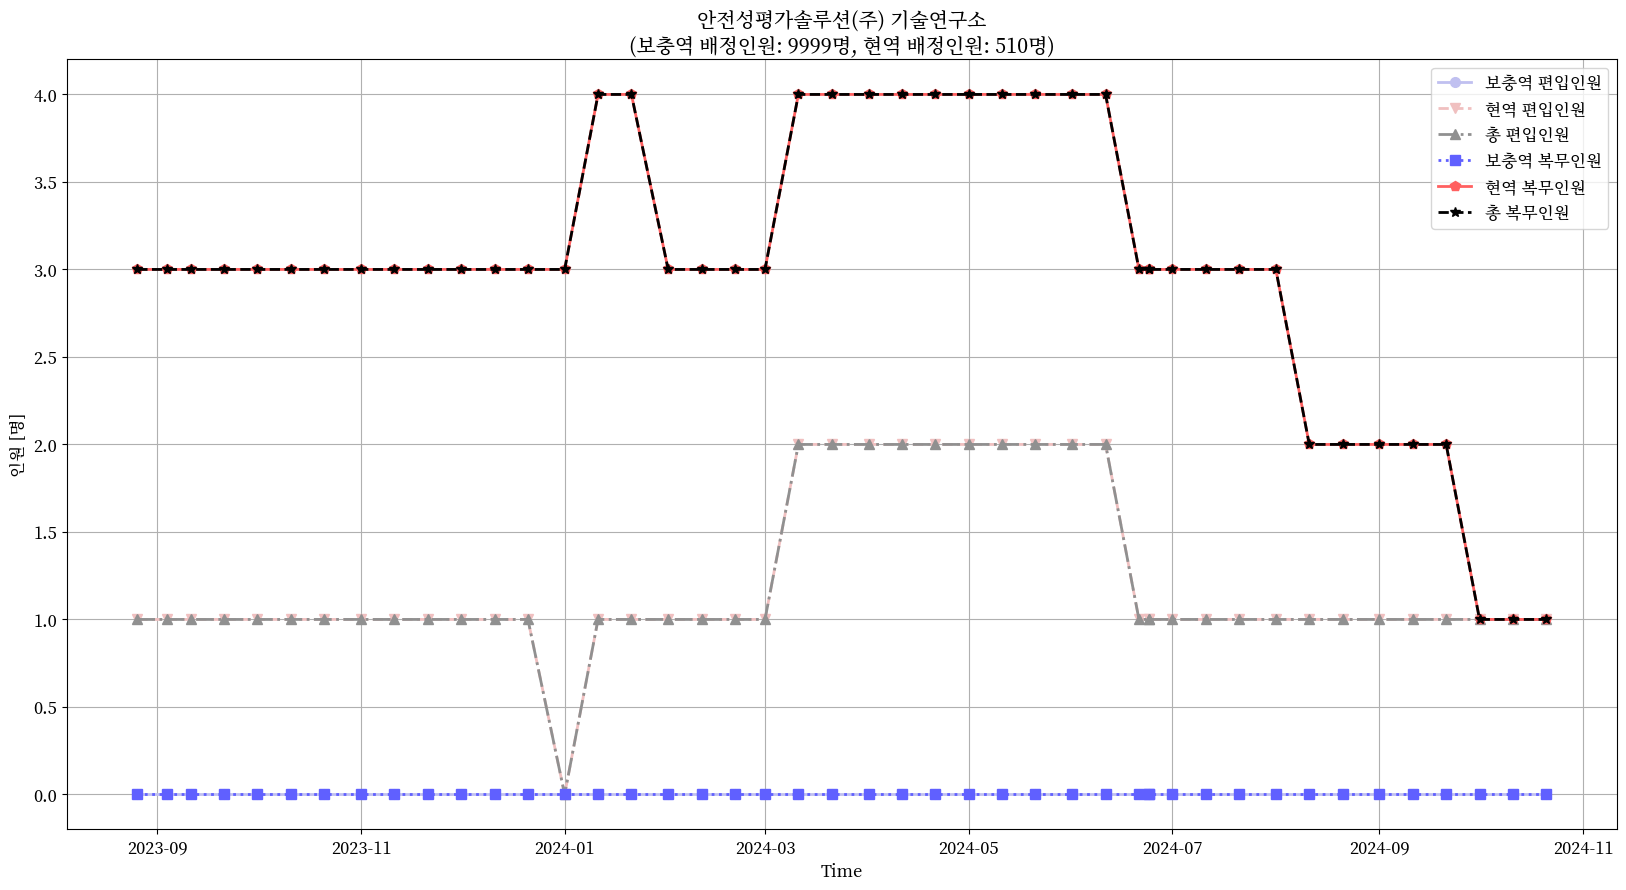 안전성평가솔루션(주) 기술연구소
(보충역 배정인원: 9999명, 현역 배정인원: 510명)
보충역 편입인원
현역 편입인원
총 편입인원
보충역 복무인원
현역 복무인원
총 복무인원
인원 [명]
4.0
3.5
3.0
2.5
2.0
1.5
1.0
0.5
0.0
2023-09
2023-11
2024-01
2024-03
2024-05
2024-07
2024-09
2024-11
Time